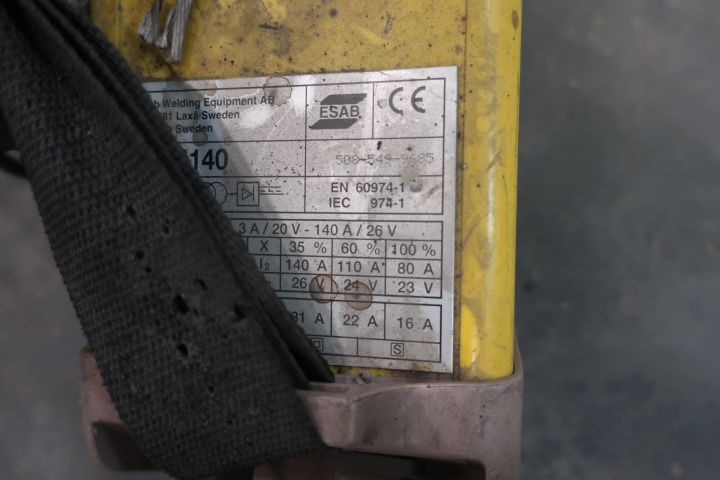 b Welding Equipment AB
81 Laxå Sweden
Sweden
ESAB
CE
140
508-549-9685
EN 60974-1
IEC 974-1
3 A / 20 V - 140 A / 26 V
X 35 % 60 % 100 %
I2 140 A 110 A 80 A
26 V 24 V 23 V
31 A 22 A 16 A
S